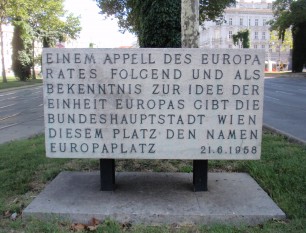 EINEM APPELL DES EUROPA
RATES FOLGEND UND ALS
BEKENNTNIS ZUR IDEE DER
EINHEIT EUROPAS GIBT DIE
BUNDESHAUPTSTADT WIEN
DIESEM PLATZ DEN NAMEN
EUROPAPLATZ 21.6.1968